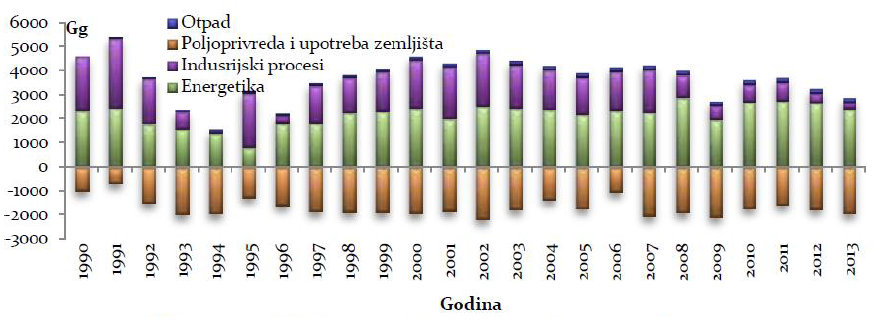 6000
5000
4000
3000
2000
1000
0
-1000
-2000
-3000
Gg
Otpad
Poljoprivreda i upotreba zemljišta
Indusrijski procesi
Energetika
1990 1991 1992 1993 1994 1995 1996 1997 1998 1999 2000 2001 2002 2003 2004 2005 2006 2007 2008 2009 2010 2011 2012 2013
Godina